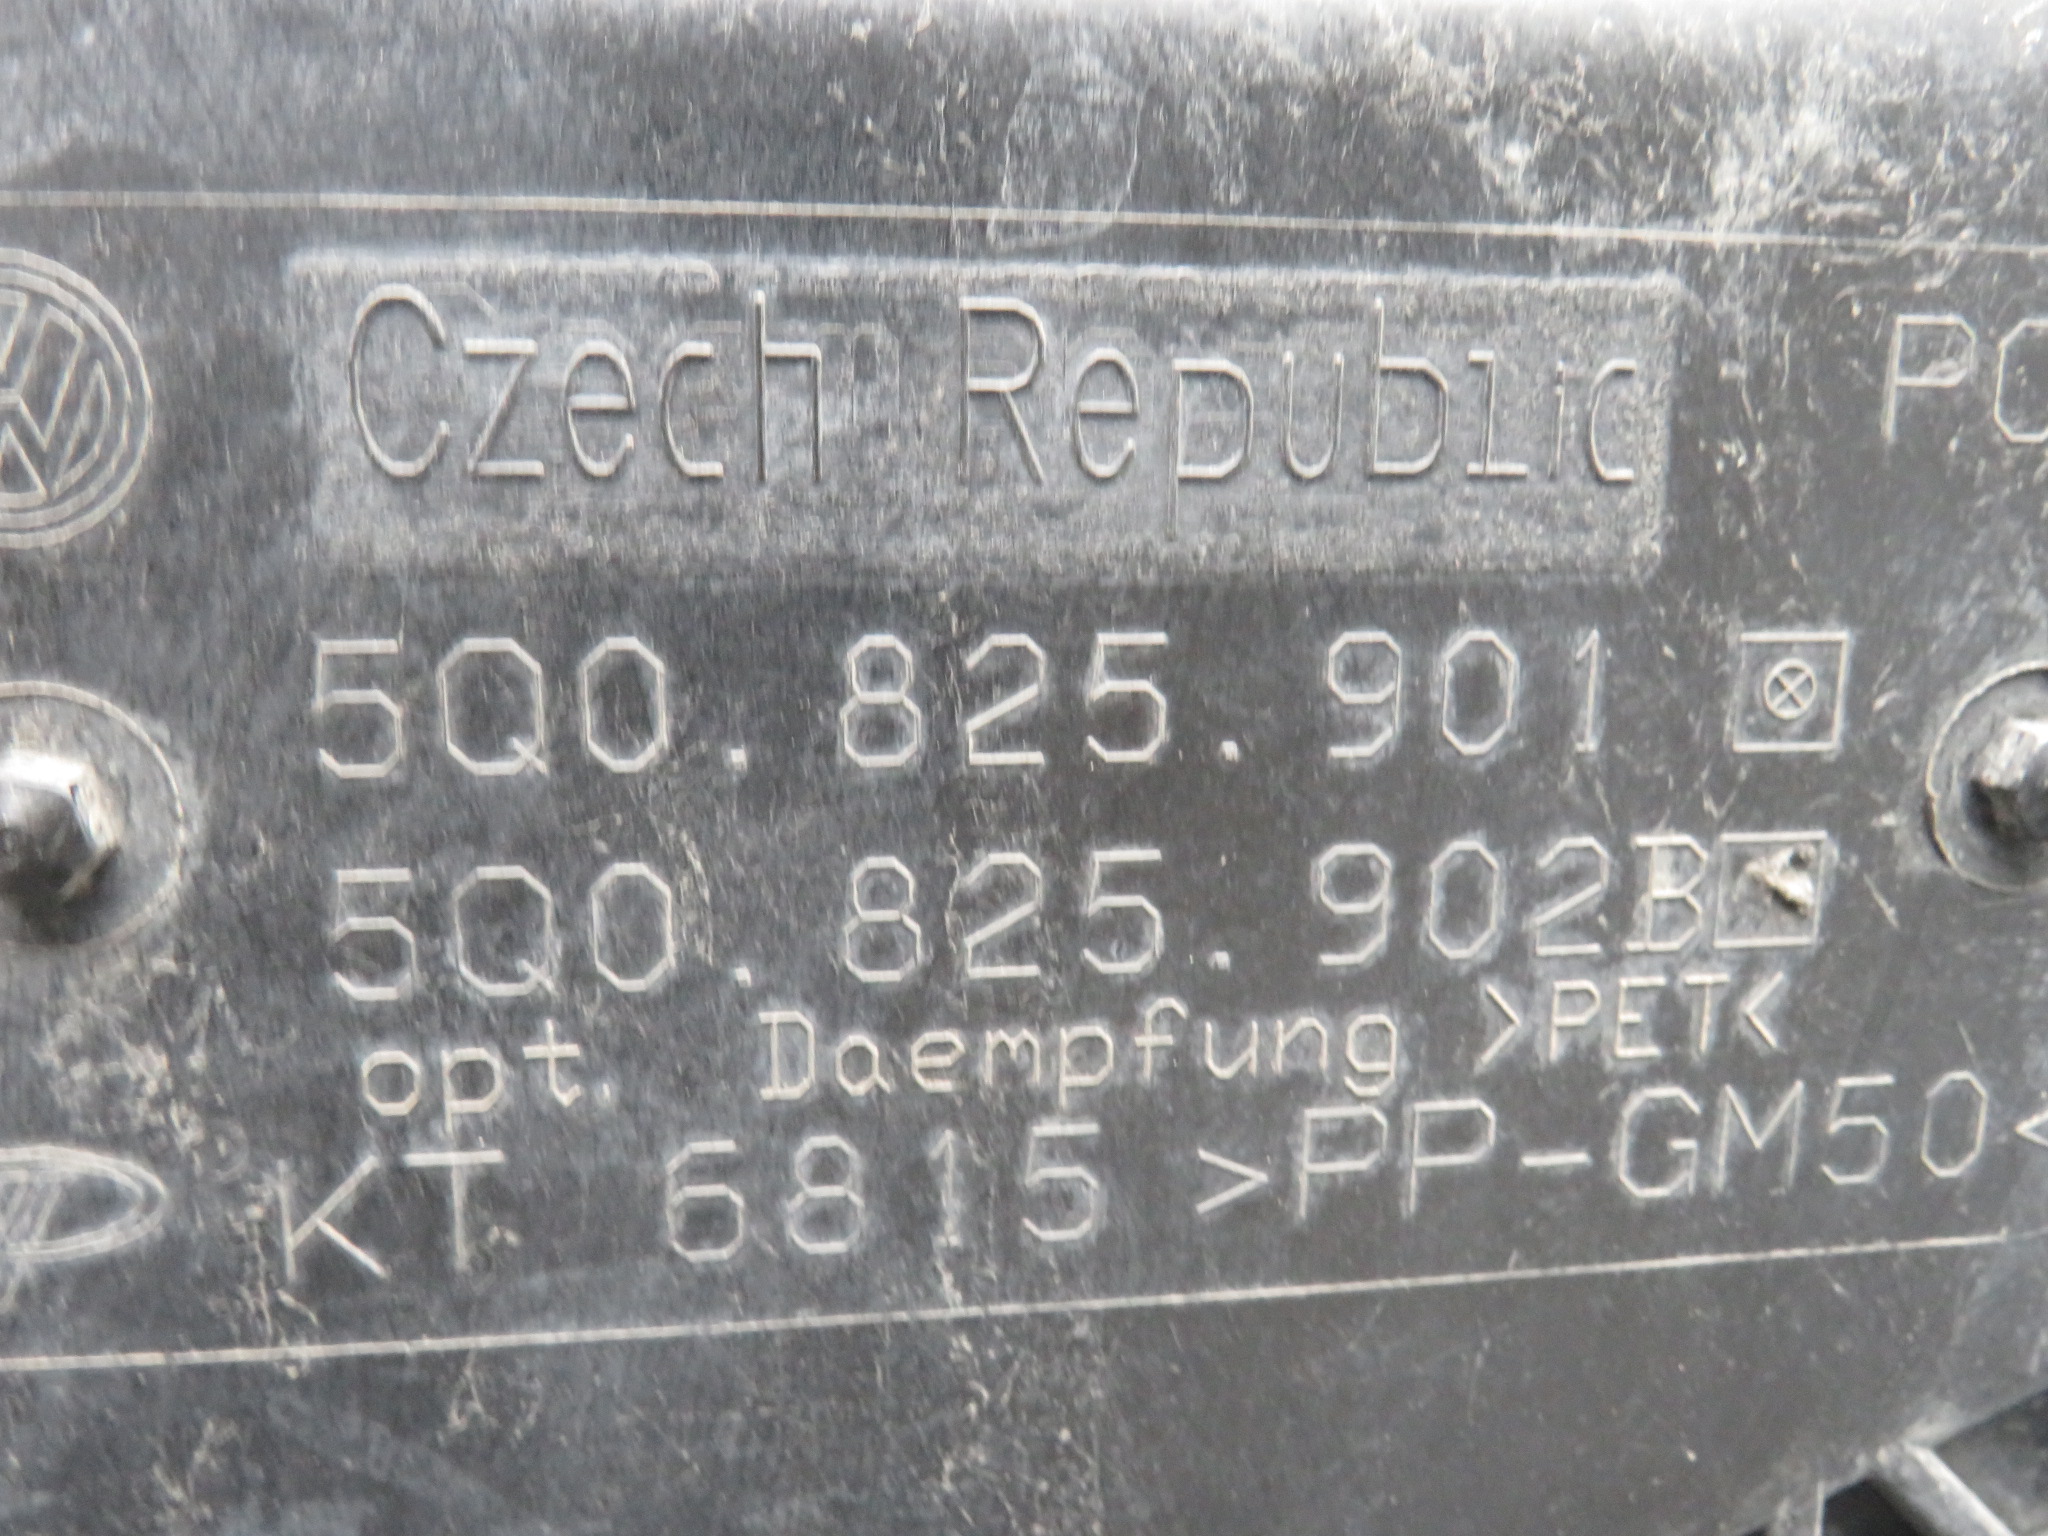 Czech Republic
5Q0.825.901
5Q0.825.902B
opt. Daempfung >PET<
KT 6815 >PP-GM50<